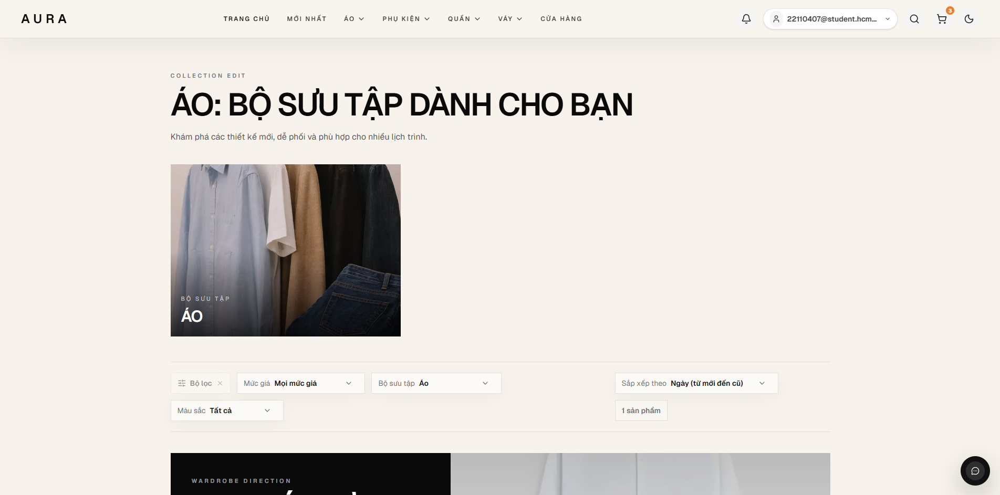 AURA
TRANG CHỦ
MỚI NHẤT
ÁO
PHỤ KIỆN
QUẦN
VÁY
CỬA HÀNG
22110407@student.hcm...
3
COLLECTION EDIT
ÁO: BỘ SƯU TẬP DÀNH CHO BẠN
Khám phá các thiết kế mới, dễ phối và phù hợp cho nhiều lịch trình.
BỘ SƯU TẬP
ÁO
Bộ lọc
Mức giá Mọi mức giá
Bộ sưu tập Áo
Sắp xếp theo Ngày (từ mới đến cũ)
Màu sắc Tất cả
1 sản phẩm
WARDROBE DIRECTION